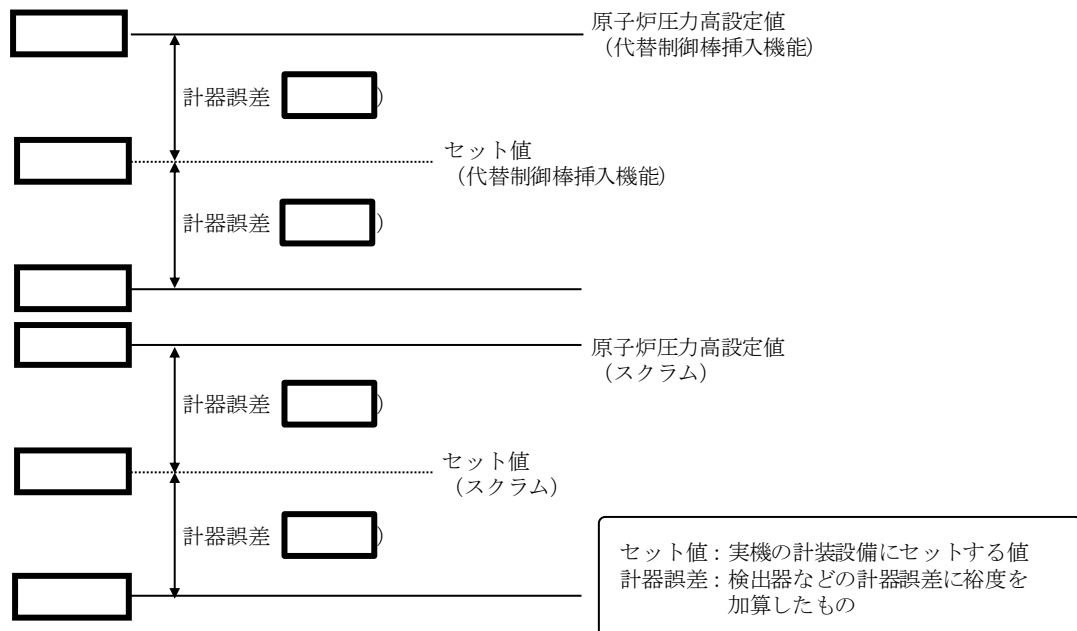 原子炉圧力高設定値
（代替制御棒挿入機能）
計器誤差 )
セット値
（代替制御棒挿入機能）
計器誤差 )
原子炉圧力高設定値
（スクラム）
計器誤差 )
セット値
（スクラム）
計器誤差 )
セット値：実機の計装設備にセットする値
計器誤差：検出器などの計器誤差に裕度を
加算したもの